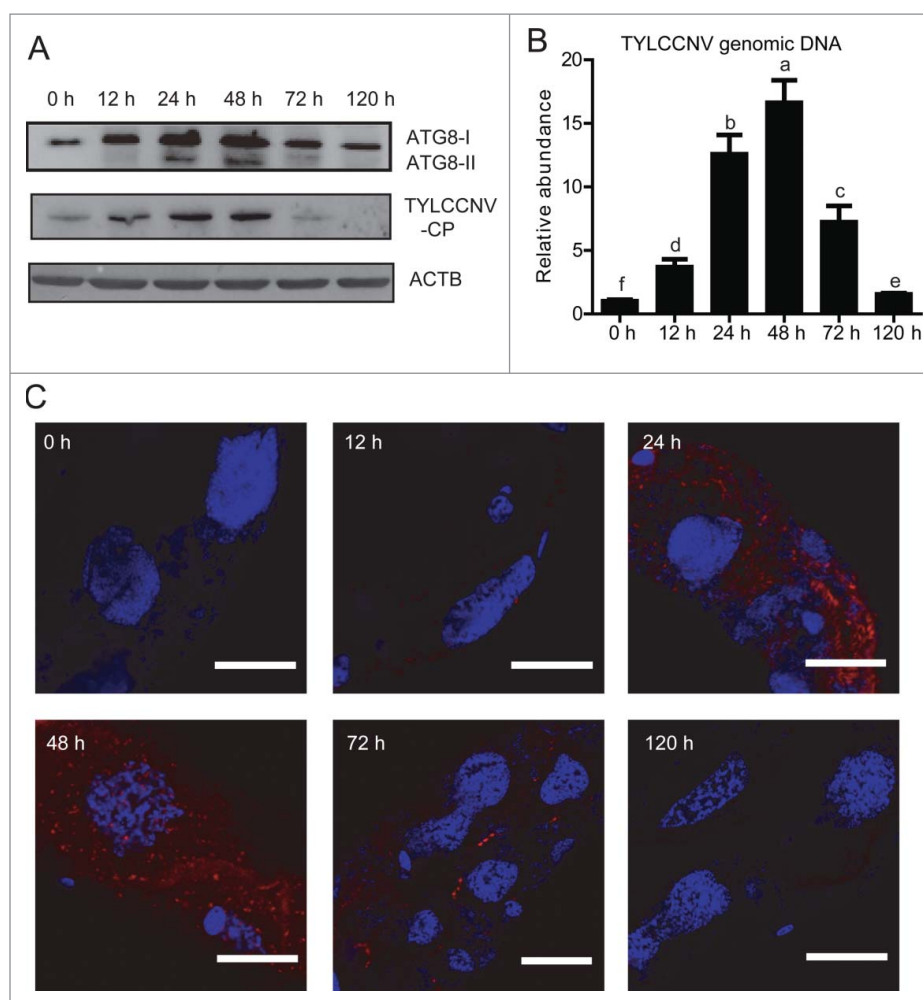 A
0 h 12 h 24 h 48 h 72 h 120 h
ATG8-I
ATG8-II
TYLCCNV
-CP
ACTB
B
TYLCCNV genomic DNA
Relative abundance
20
15
10
5
0
f d b a c e
0 h 12 h 24 h 48 h 72 h 120 h
C
0 h 12 h 24 h
48 h 72 h 120 h